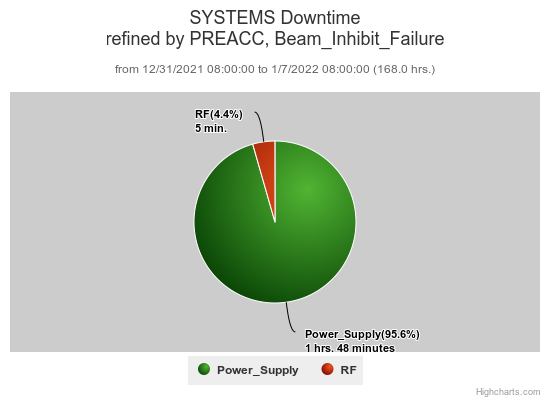 SYSTEMS Downtime
refined by PREACC, Beam_Inhibit_Failure
from 12/31/2021 08:00:00 to 1/7/2022 08:00:00 (168.0 hrs.)
RF(4.4%)
5 min.
Power_Supply(95.6%)
1 hrs. 48 minutes
Power_Supply RF
Highcharts.com